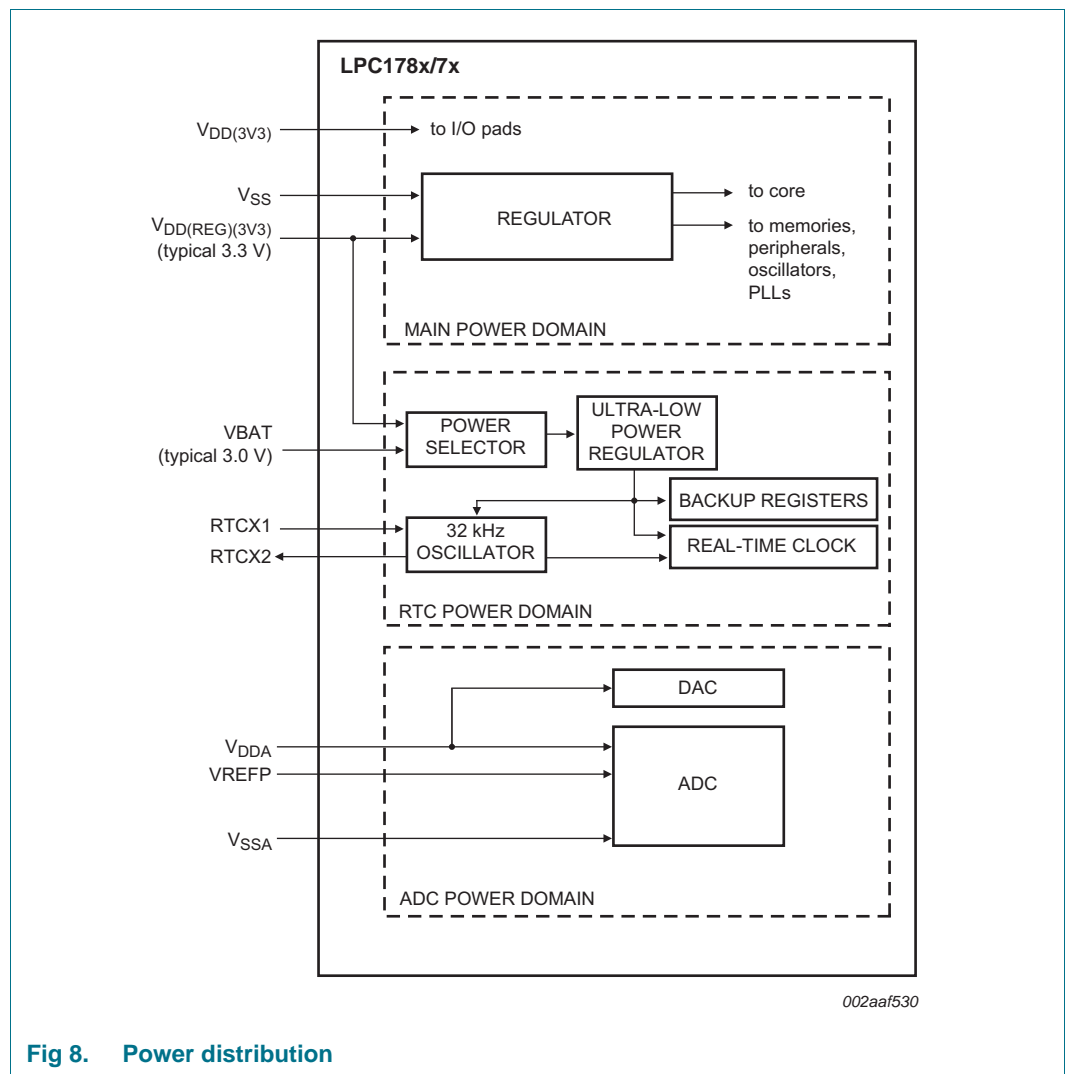 LPC178x/7x
VDD(3V3)
to I/O pads
VSS
VDD(REG)(3V3)
(typical 3.3 V)
REGULATOR
to core
to memories,
peripherals,
oscillators,
PLLs
MAIN POWER DOMAIN
VBAT
(typical 3.0 V)
POWER
SELECTOR
ULTRA-LOW
POWER
REGULATOR
BACKUP REGISTERS
RTCX1
RTCX2
32 kHz
OSCILLATOR
REAL-TIME CLOCK
RTC POWER DOMAIN
DAC
VDDA
VREFP
ADC
VSSA
ADC POWER DOMAIN
002aaf530
Fig 8. Power distribution